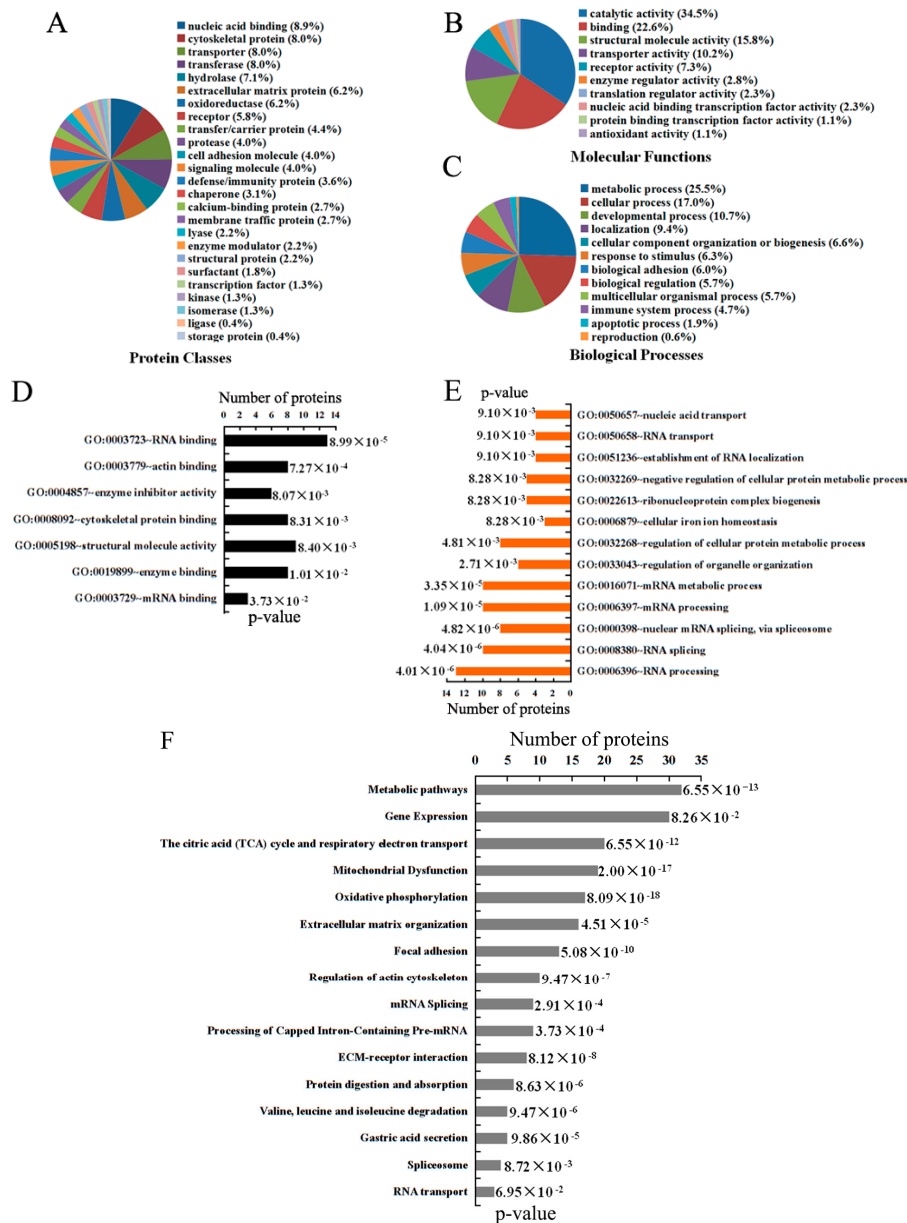 A
nucleic acid binding (8.9%)
cytoskeletal protein (8.0%)
transporter (8.0%)
transferase (8.0%)
hydrolase (7.1%)
extracellular matrix protein (6.2%)
oxidoreductase (6.2%)
receptor (5.8%)
transfer/carrier protein (4.4%)
protease (4.0%)
cell adhesion molecule (4.0%)
signaling molecule (4.0%)
defense/immunity protein (3.6%)
chaperone (3.1%)
calcium-binding protein (2.7%)
membrane traffic protein (2.7%)
lyase (2.2%)
enzyme modulator (2.2%)
structural protein (2.2%)
surfactant (1.8%)
transcription factor (1.3%)
kinase (1.3%)
isomerase (1.3%)
ligase (0.4%)
storage protein (0.4%)
Protein Classes
B
catalytic activity (34.5%)
binding (22.6%)
structural molecule activity (15.8%)
transporter activity (10.2%)
receptor activity (7.3%)
enzyme regulator activity (2.8%)
translation regulator activity (2.3%)
nucleic acid binding transcription factor activity (2.3%)
protein binding transcription factor activity (1.1%)
antioxidant activity (1.1%)
Molecular Functions
C
metabolic process (25.5%)
cellular process (17.0%)
developmental process (10.7%)
localization (9.4%)
cellular component organization or biogenesis (6.6%)
response to stimulus (6.3%)
biological adhesion (6.0%)
biological regulation (5.7%)
multicellular organismal process (5.7%)
immune system process (4.7%)
apoptotic process (1.9%)
reproduction (0.6%)
Biological Processes
D
Number of proteins
0 2 4 6 8 10 12 14
GO:0003723~RNA binding 8.99×10⁻⁵
GO:0003779~actin binding 7.27×10⁻⁴
GO:0004857~enzyme inhibitor activity 8.07×10⁻³
GO:0008092~cytoskeletal protein binding 8.31×10⁻³
GO:0005198~structural molecule activity 8.40×10⁻³
GO:0019899~enzyme binding 1.01×10⁻²
GO:0003729~mRNA binding 3.73×10⁻²
p-value
E
p-value
9.10×10⁻³ GO:0050657~nucleic acid transport
9.10×10⁻³ GO:0050658~RNA transport
9.10×10⁻³ GO:0051236~establishment of RNA localization
8.28×10⁻³ GO:0032269~negative regulation of cellular protein metabolic process
8.28×10⁻³ GO:0022613~ribonucleoprotein complex biogenesis
8.28×10⁻³ GO:0006879~cellular iron ion homeostasis
4.81×10⁻³ GO:0032268~regulation of cellular protein metabolic process
2.71×10⁻³ GO:0033043~regulation of organelle organization
3.35×10⁻⁵ GO:0016071~mRNA metabolic process
1.09×10⁻⁵ GO:0006397~mRNA processing
4.82×10⁻⁶ GO:0000398~nuclear mRNA splicing, via spliceosome
4.04×10⁻⁶ GO:0008380~RNA splicing
4.01×10⁻⁶ GO:0006396~RNA processing
14 12 10 8 6 4 2 0
Number of proteins
F
Number of proteins
0 5 10 15 20 25 30 35
Metabolic pathways 6.55×10⁻¹³
Gene Expression 8.26×10⁻²
The citric acid (TCA) cycle and respiratory electron transport 6.55×10⁻¹²
Mitochondrial Dysfunction 2.00×10⁻¹⁷
Oxidative phosphorylation 8.09×10⁻¹⁸
Extracellular matrix organization 4.51×10⁻⁵
Focal adhesion 5.08×10⁻¹⁰
Regulation of actin cytoskeleton 9.47×10⁻⁷
mRNA Splicing 2.91×10⁻⁴
Processing of Capped Intron-Containing Pre-mRNA 3.73×10⁻⁴
ECM-receptor interaction 8.12×10⁻⁸
Protein digestion and absorption 8.63×10⁻⁶
Valine, leucine and isoleucine degradation 9.47×10⁻⁶
Gastric acid secretion 9.86×10⁻⁵
Spliceosome 8.72×10⁻³
RNA transport 6.95×10⁻²
p-value